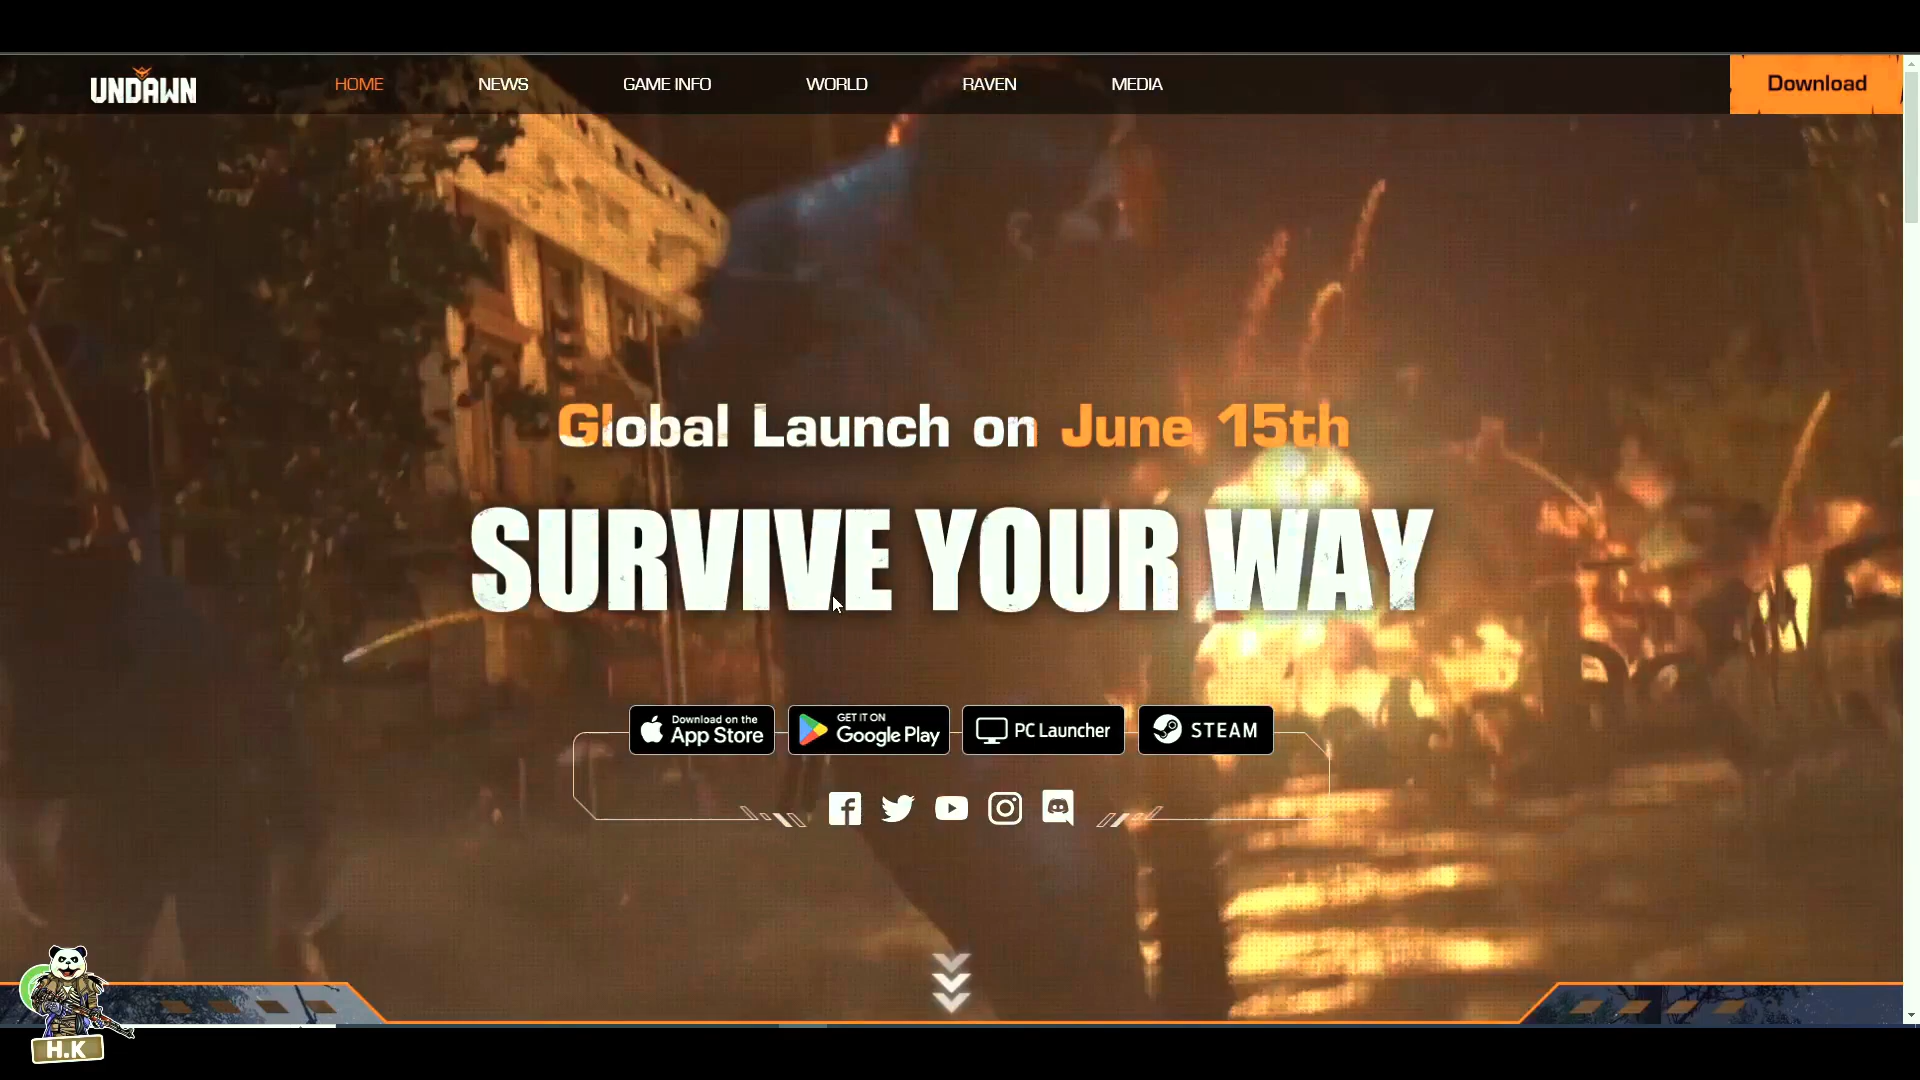 UNDAWN
HOME NEWS GAME INFO WORLD RAVEN MEDIA Download
Global Launch on June 15th
SURVIVE YOUR WAY
Download on the
App Store
GET IT ON
Google Play
PC Launcher
STEAM
H.K